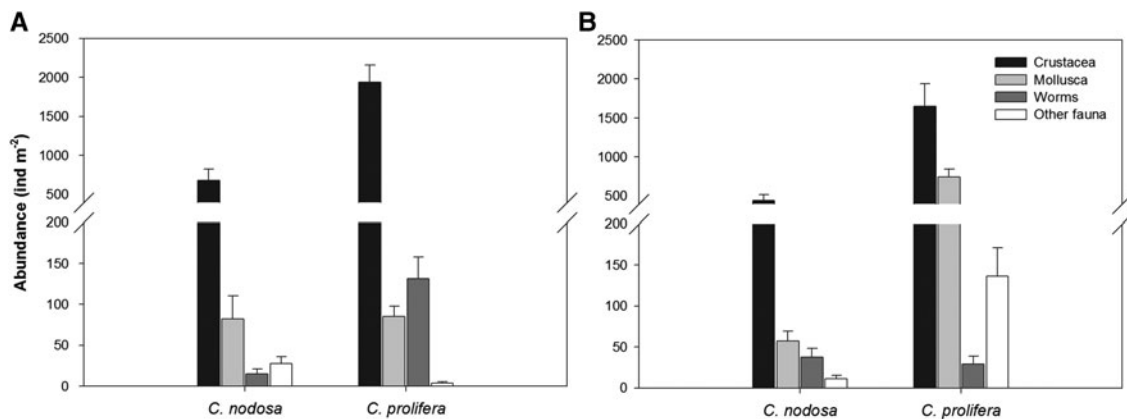 A
B
Abundance (ind m⁻²)
2500
2000
1500
1000
500
200
150
100
50
0
C. nodosa
C. prolifera
2500
2000
1500
1000
500
200
150
100
50
0
Crustacea
Mollusca
Worms
Other fauna
C. nodosa
C. prolifera